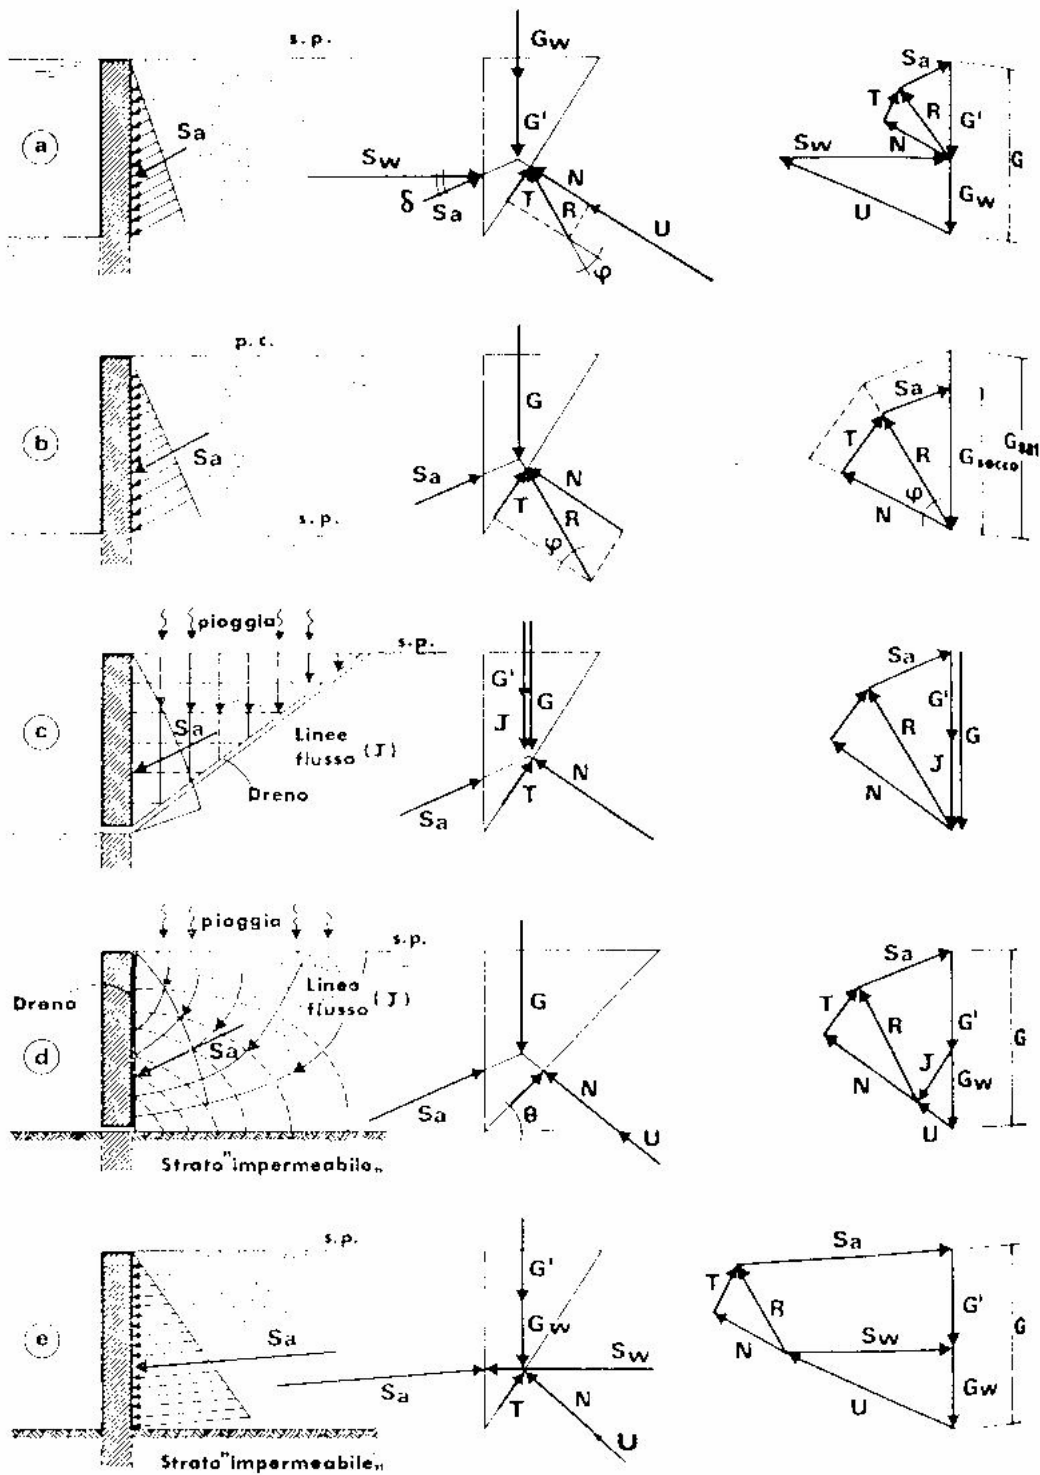 s.p.
a
Sa
Gw
G'
Sw
δ
Sa
T
N
R
U
φ
Sa
T
R
N
G'
Sw
Gw
U
G
p.c.
b
Sa
s.p.
G
Sa
N
T
R
φ
Sa
T
R
N
φ
Gsecco
Gsat
pioggia
s.p.
c
Sa
Linee
flusso (J)
Dreno
G'
G
J
N
T
Sa
Sa
G'
R
G
J
N
pioggia
s.p.
Dreno
Linea
flusso (J)
d
Sa
Strato "impermeabile"
G
N
Sa
θ
U
Sa
T
R
G'
J
N
Gw
U
G
s.p.
e
Sa
Strato "impermeabile"
G'
Gw
Sw
Sa
T
N
U
Sa
T
R
G'
Sw
N
Gw
U
G